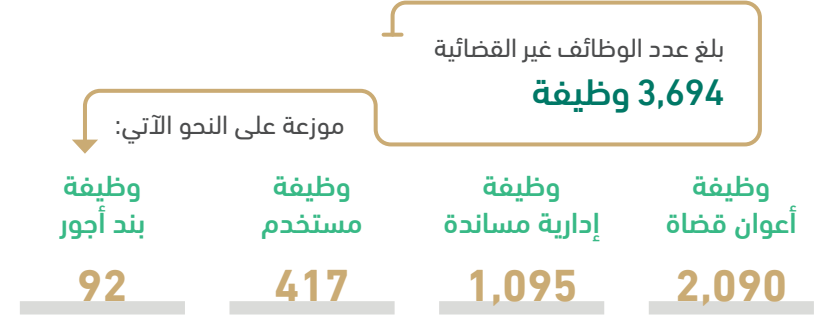 بلغ عدد الوظائف غير القضائية
3,694 وظيفة
موزعة على النحو الآتي:
وظيفة
أعوان قضاة
2,090
وظيفة
إدارية مساندة
1,095
وظيفة
مستخدم
417
وظيفة
بند أجور
92